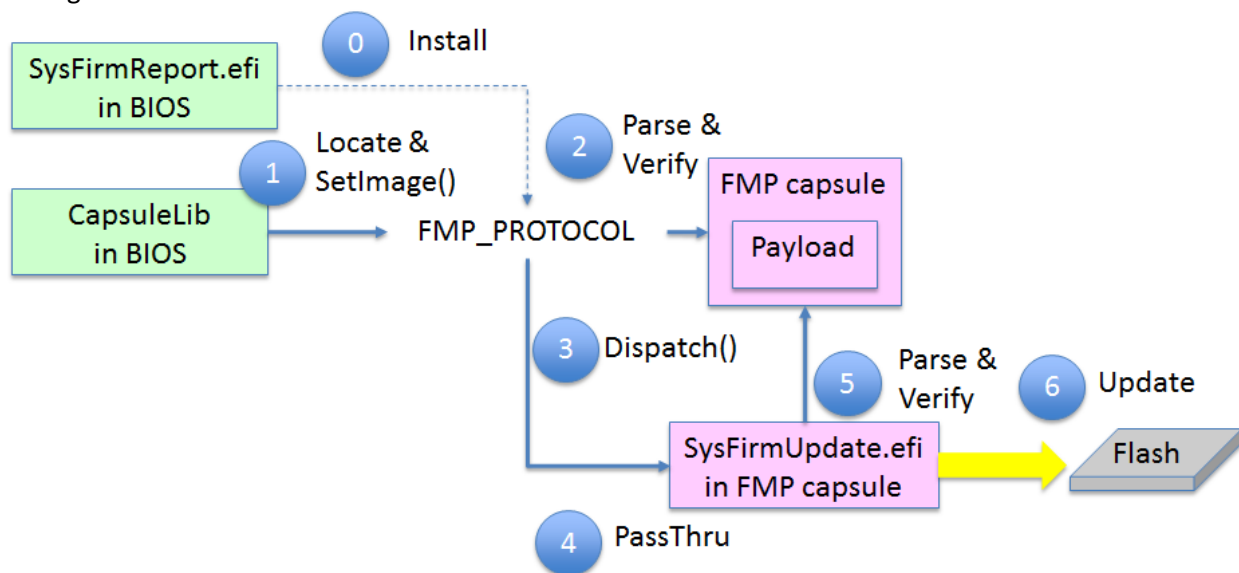 0
Install
SysFirmReport.efi
in BIOS
1
Locate &
SetImage()
2
Parse &
Verify
CapsuleLib
in BIOS
FMP_PROTOCOL
FMP capsule
Payload
3
Dispatch()
5
Parse &
Verify
6
Update
SysFirmUpdate.efi
in FMP capsule
Flash
4
PassThru